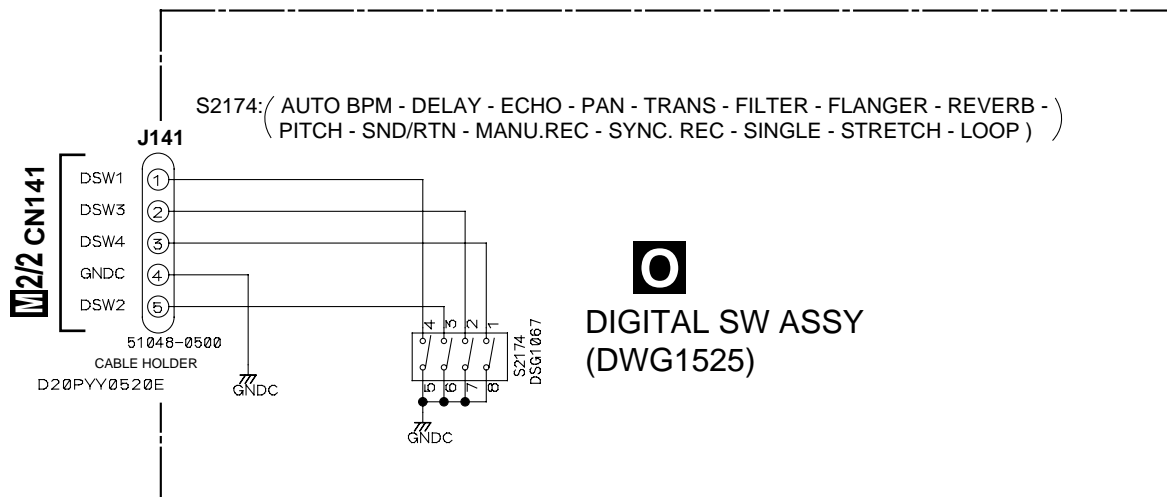 S2174:( AUTO BPM - DELAY - ECHO - PAN - TRANS - FILTER - FLANGER - REVERB -
PITCH - SND/RTN - MANU.REC - SYNC. REC - SINGLE - STRETCH - LOOP ) )
J141
M 2/2 CN141
DSW1 1
DSW3 2
DSW4 3
GNDC 4
DSW2 5
51048-0500
CABLE HOLDER
D20PYY0520E
GNDC
4 3 2 1
S2174
DSG1067
5 6 7 8
GNDC
O
DIGITAL SW ASSY
(DWG1525)